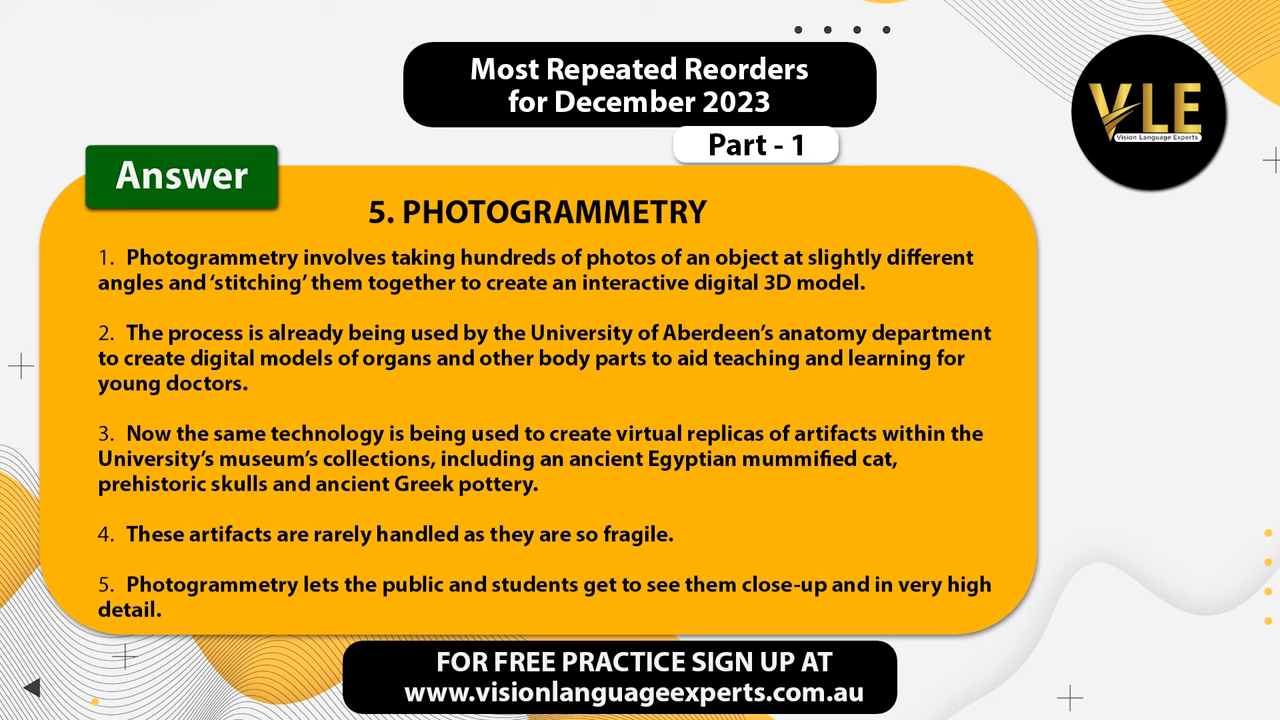 Most Repeated Reorders
for December 2023
Part - 1
VLE
Vision Language Experts
Answer
5. PHOTOGRAMMETRY
1. Photogrammetry involves taking hundreds of photos of an object at slightly different
angles and ‘stitching’ them together to create an interactive digital 3D model.
2. The process is already being used by the University of Aberdeen’s anatomy department
to create digital models of organs and other body parts to aid teaching and learning for
young doctors.
3. Now the same technology is being used to create virtual replicas of artifacts within the
University’s museum’s collections, including an ancient Egyptian mummified cat,
prehistoric skulls and ancient Greek pottery.
4. These artifacts are rarely handled as they are so fragile.
5. Photogrammetry lets the public and students get to see them close-up and in very high
detail.
FOR FREE PRACTICE SIGN UP AT
www.visionlanguageexperts.com.au